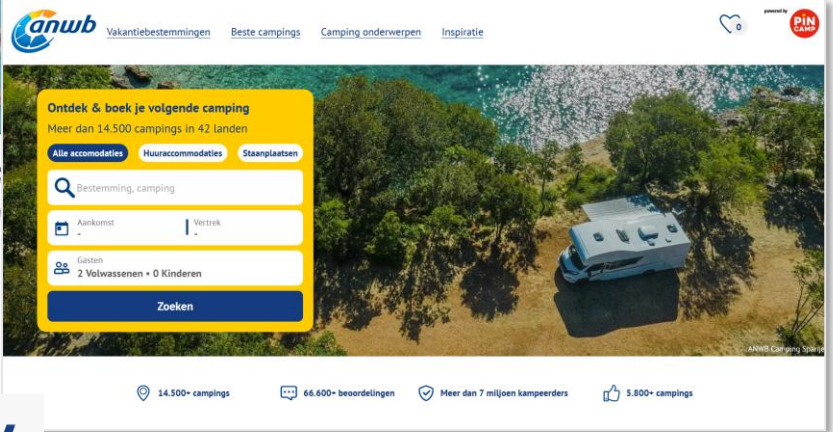 anwb
Vakantiebestemmingen Beste campings Camping onderwerpen Inspiratie
0
powered by
PiN
CAMP
Ontdek & boek je volgende camping
Meer dan 14.500 campings in 42 landen
Alle accomodaties Huuraccommodaties Staanplaatsen
Bestemming, camping
Aankomst Vertrek
- -
Gasten
2 Volwassenen • 0 Kinderen
Zoeken
ANWB Camping Spanje
14.500+ campings 66.600+ beoordelingen Meer dan 7 miljoen kampeerders 5.800+ campings